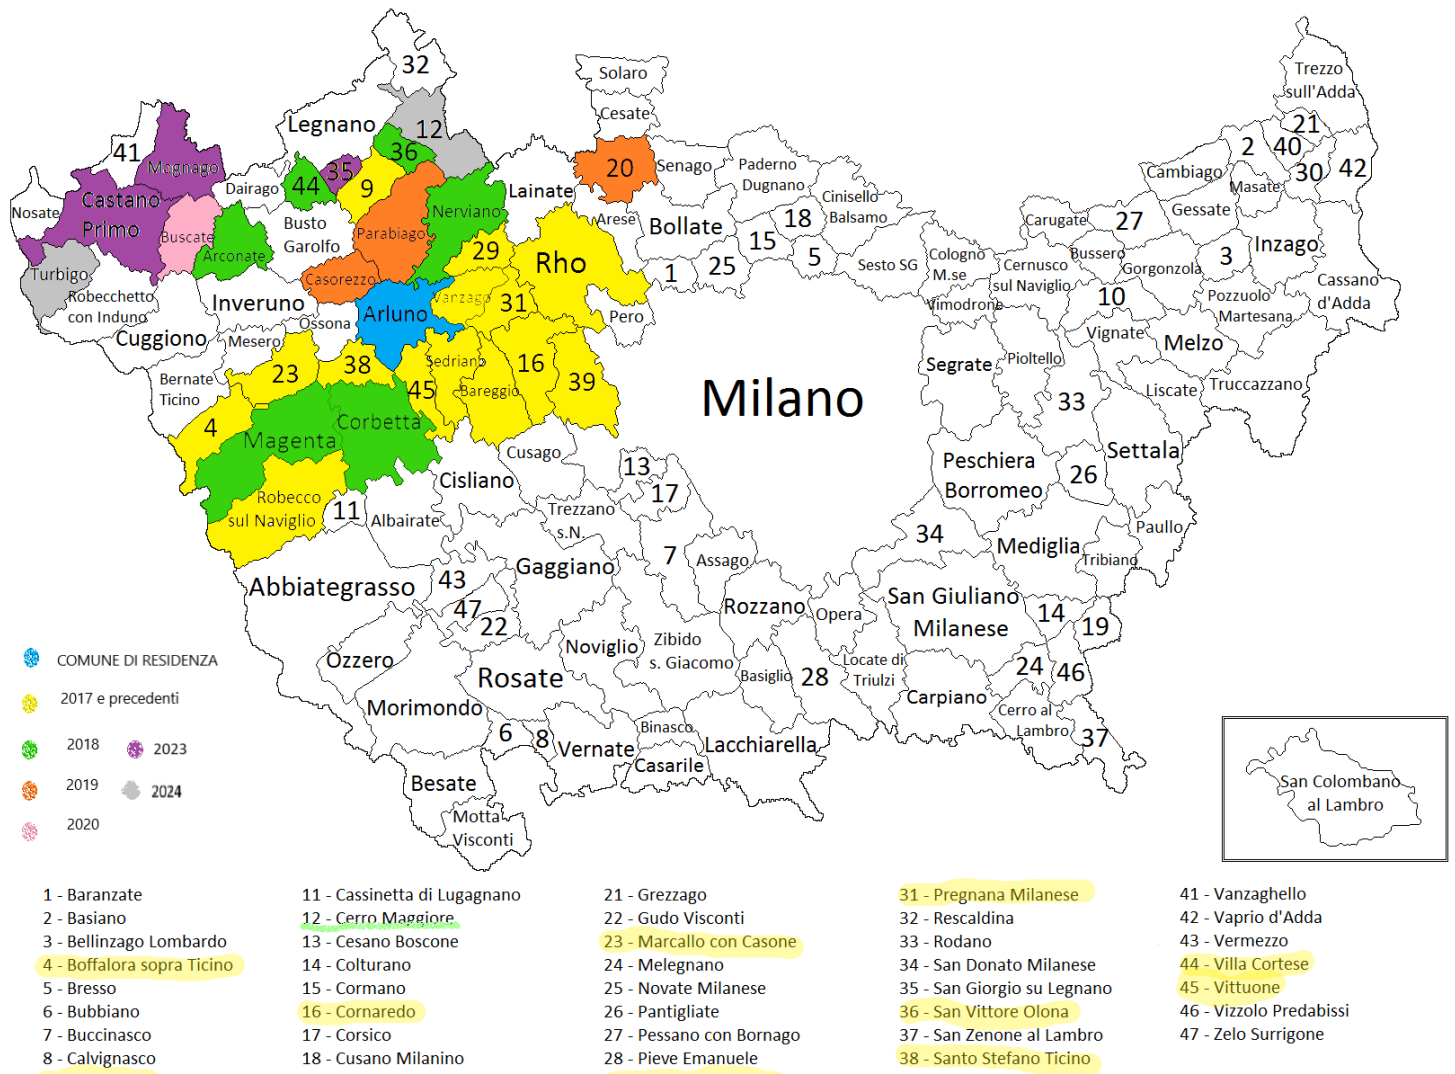 32
Solaro
Trezzo
sull'Adda
Cesate
Legnano
12
21
41
36
2
40
Magnago
35
20
Senago
Paderno
Dugnano
Cambiago
30
42
44
9
Lainate
Masate
Dairago
Cinisello
Balsamo
Castano
Primo
Nosate
Nerviano
Arese
Bollate
18
Carugate
27
Gessate
Busto
Garolfo
Buscate
Parabiago
15
Inzago
Arconate
29
Rho
5
Sesto SG
Cologno
M.se
Bussero
3
Turbigo
1
25
Cernusco
sul Naviglio
Gorgonzola
Casorezzo
Cassano
d'Adda
Robecchetto
con Induno
Inveruno
Vanzago
31
Vimodrone
10
Pozzuolo
Martesana
Arluno
Pero
Ossona
Cuggiono
Mesero
Vignate
Melzo
23
38
Sedriano
16
Segrate
Pioltello
Bernate
Ticino
45
Bareggio
39
Milano
Liscate
Truccazzano
33
4
Magenta
Corbetta
Settala
Cusago
Peschiera
Borromeo
13
26
Cisliano
17
Robecco
sul Naviglio
11
Albairate
Trezzano
s.N.
34
Paullo
7
Assago
Mediglia
Tribiano
Gaggiano
Abbiategrasso
43
47
22
Rozzano
Opera
San Giuliano
Milanese
14
19
Noviglio
Zibido
s. Giacomo
Ozzero
Rosate
Basiglio
28
Locate di
Triulzi
24
46
COMUNE DI RESIDENZA
Carpiano
2017 e precedenti
Morimondo
Cerro al
Lambro
6
8
Vernate
Binasco
Lacchiarella
37
2018
2023
Casarile
Besate
2019
2024
San Colombano
al Lambro
2020
Motta
Visconti
1 - Baranzate
2 - Basiano
3 - Bellinzago Lombardo
4 - Boffalora sopra Ticino
5 - Bresso
6 - Bubbiano
7 - Buccinasco
8 - Calvignasco
11 - Cassinetta di Lugagnano
12 - Cerro Maggiore
13 - Cesano Boscone
14 - Colturano
15 - Cormano
16 - Cornaredo
17 - Corsico
18 - Cusano Milanino
21 - Grezzago
22 - Gudo Visconti
23 - Marcallo con Casone
24 - Melegnano
25 - Novate Milanese
26 - Pantigliate
27 - Pessano con Bornago
28 - Pieve Emanuele
31 - Pregnana Milanese
32 - Rescaldina
33 - Rodano
34 - San Donato Milanese
35 - San Giorgio su Legnano
36 - San Vittore Olona
37 - San Zenone al Lambro
38 - Santo Stefano Ticino
41 - Vanzaghello
42 - Vaprio d'Adda
43 - Vermezzo
44 - Villa Cortese
45 - Vittuone
46 - Vizzolo Predabissi
47 - Zelo Surrigone